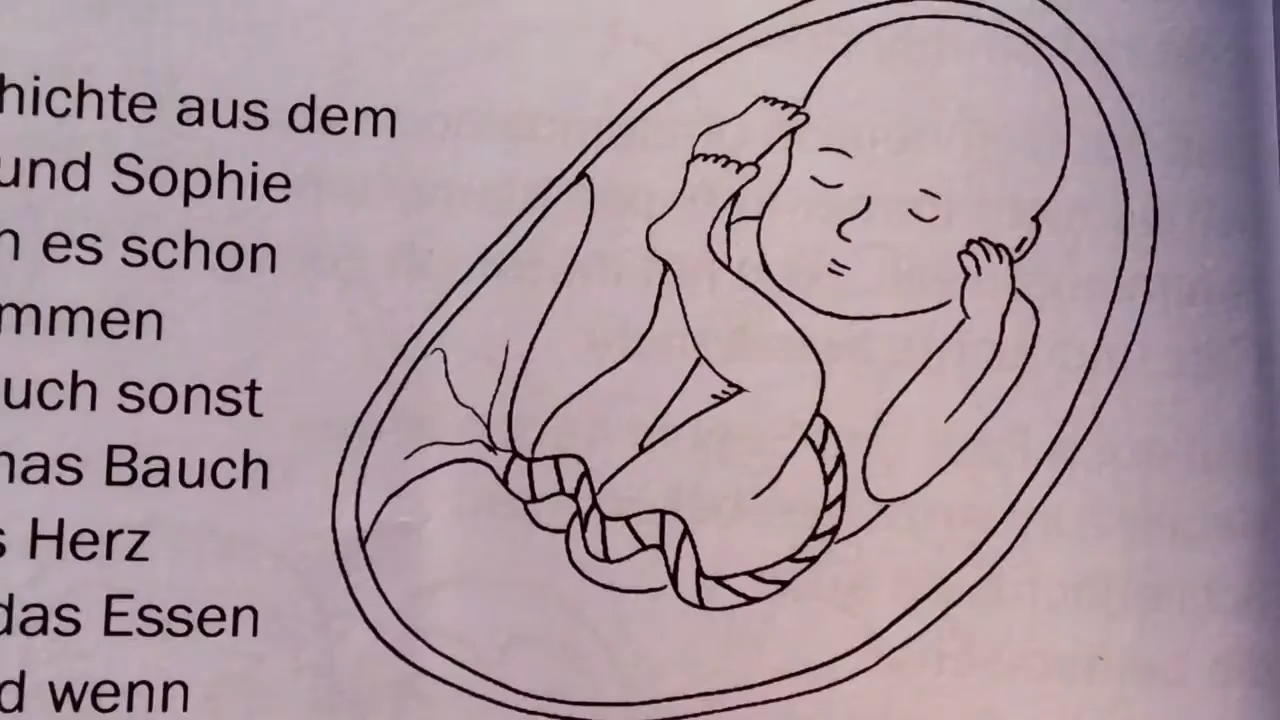 hichte aus dem
und Sophie
n es schon
mmen
uch sonst
nas Bauch
s Herz
das Essen
d wenn